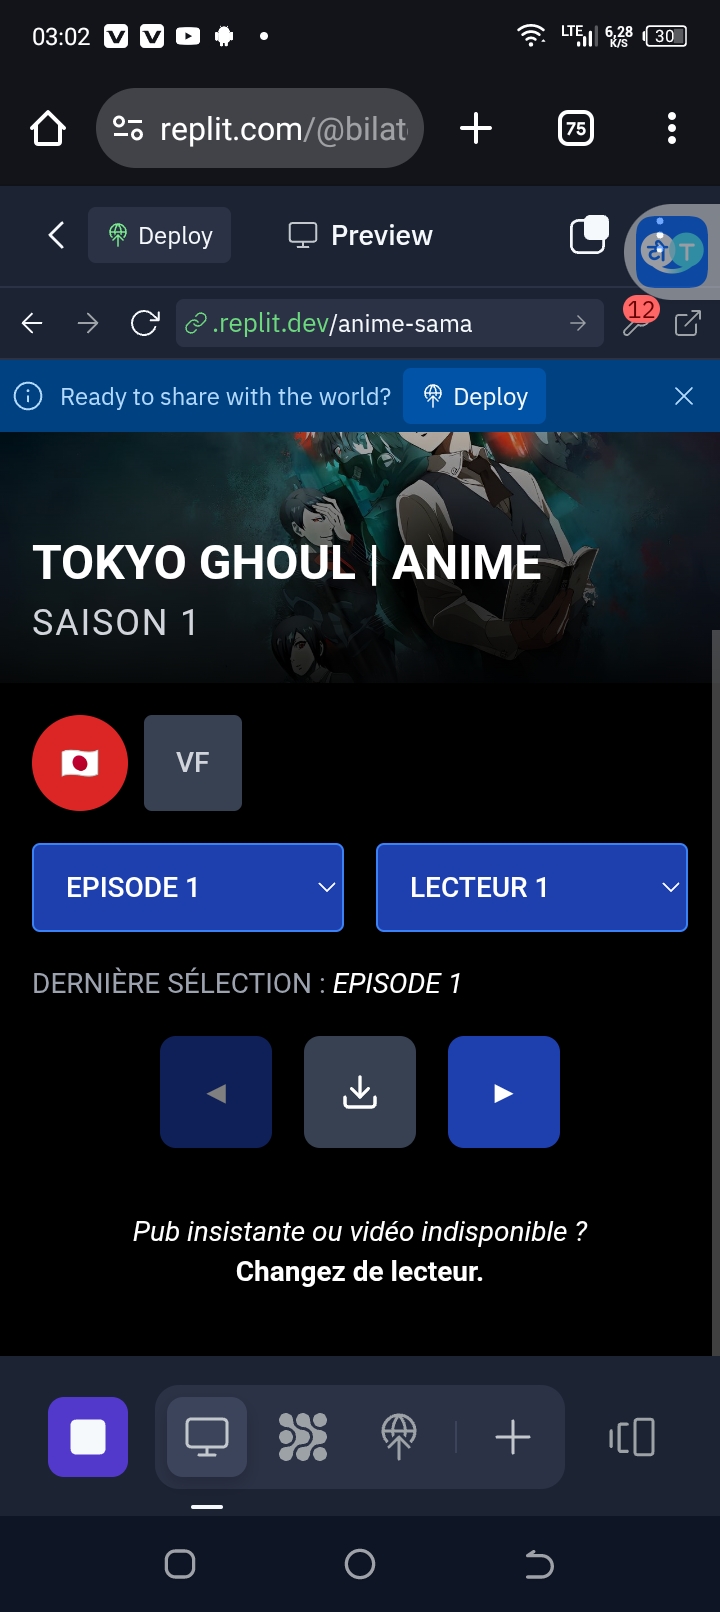 03:02
LTE
6,28
K/S
30
replit.com/@bilat
75
Deploy
Preview
टी T
.replit.dev/anime-sama
12
Ready to share with the world?
Deploy
TOKYO GHOUL | ANIME
SAISON 1
VF
EPISODE 1
LECTEUR 1
DERNIÈRE SÉLECTION : EPISODE 1
Pub insistante ou vidéo indisponible ?
Changez de lecteur.